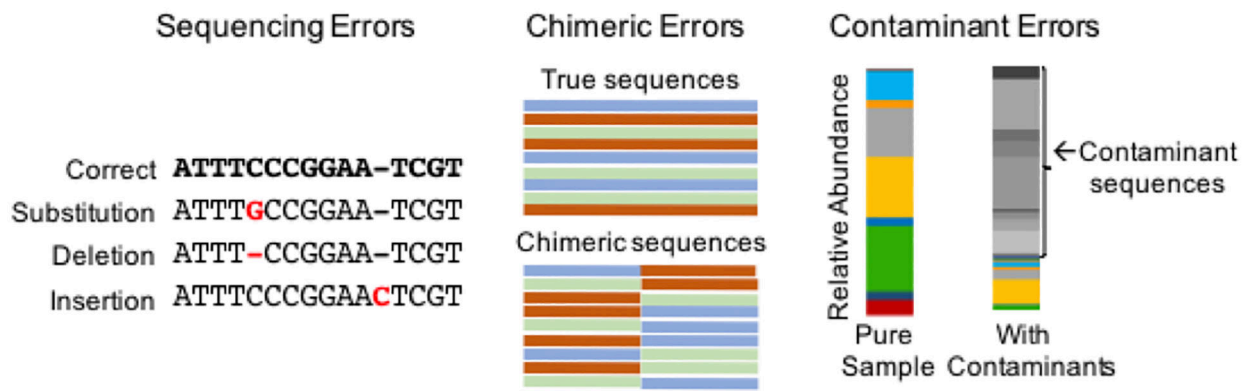 Sequencing Errors
Correct ATTTCCCGGAA-TCGT
Substitution ATTTGCCGGAA-TCGT
Deletion ATTT-CCGGAA-TCGT
Insertion ATTTCCCGGAACTCGT
Chimeric Errors
True sequences
Chimeric sequences
Contaminant Errors
Relative Abundance
←Contaminant
sequences
Pure
Sample
With
Contaminants